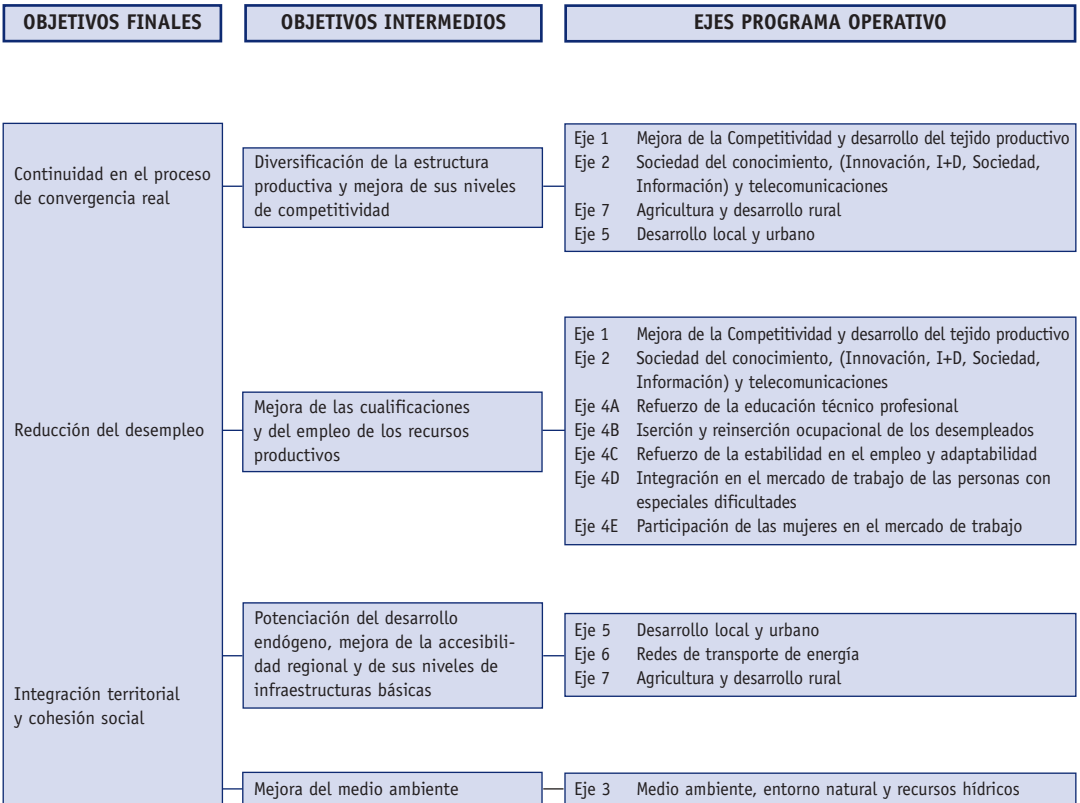 OBJETIVOS FINALES
OBJETIVOS INTERMEDIOS
EJES PROGRAMA OPERATIVO
Continuidad en el proceso
de convergencia real
Diversificación de la estructura
productiva y mejora de sus niveles
de competitividad
Eje 1 Mejora de la Competitividad y desarrollo del tejido productivo
Eje 2 Sociedad del conocimiento, (Innovación, I+D, Sociedad,
Información) y telecomunicaciones
Eje 7 Agricultura y desarrollo rural
Eje 5 Desarrollo local y urbano
Reducción del desempleo
Mejora de las cualificaciones
y del empleo de los recursos
productivos
Eje 1 Mejora de la Competitividad y desarrollo del tejido productivo
Eje 2 Sociedad del conocimiento, (Innovación, I+D, Sociedad,
Información) y telecomunicaciones
Eje 4A Refuerzo de la educación técnico profesional
Eje 4B Iserción y reinserción ocupacional de los desempleados
Eje 4C Refuerzo de la estabilidad en el empleo y adaptabilidad
Eje 4D Integración en el mercado de trabajo de las personas con
especiales dificultades
Eje 4E Participación de las mujeres en el mercado de trabajo
Integración territorial
y cohesión social
Potenciación del desarrollo
endógeno, mejora de la accesibili-
dad regional y de sus niveles de
infraestructuras básicas
Eje 5 Desarrollo local y urbano
Eje 6 Redes de transporte de energía
Eje 7 Agricultura y desarrollo rural
Mejora del medio ambiente
Eje 3 Medio ambiente, entorno natural y recursos hídricos